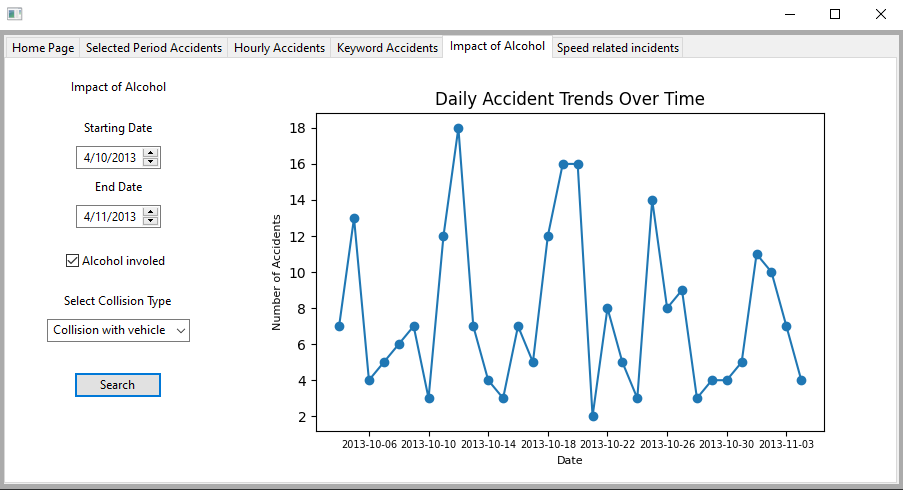 Home Page Selected Period Accidents Hourly Accidents Keyword Accidents Impact of Alcohol Speed related incidents
Impact of Alcohol
Starting Date
4/10/2013
End Date
4/11/2013
Alcohol involed
Select Collision Type
Collision with vehicle
Search
Daily Accident Trends Over Time
Number of Accidents
18
16
14
12
10
8
6
4
2
2013-10-06 2013-10-10 2013-10-14 2013-10-18 2013-10-22 2013-10-26 2013-10-30 2013-11-03
Date